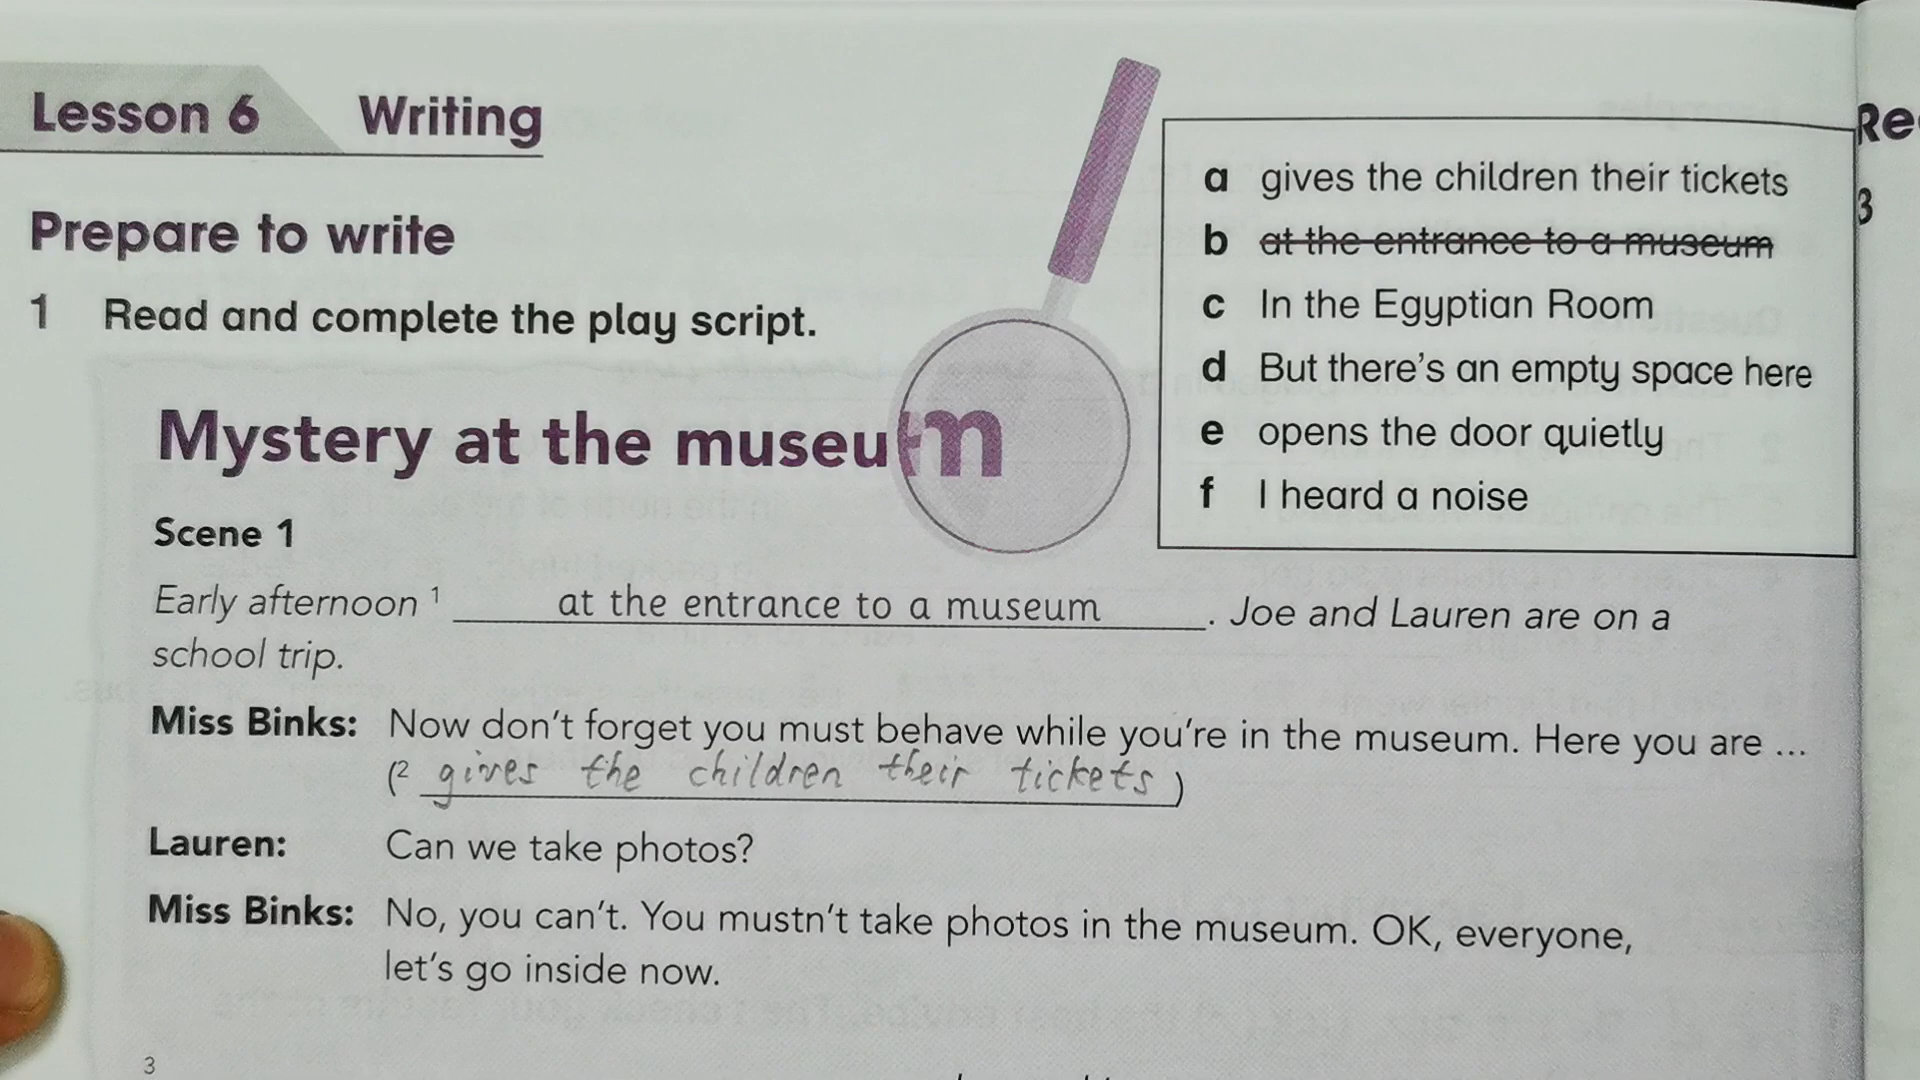 Lesson 6 Writing
Prepare to write
1 Read and complete the play script.
a gives the children their tickets
b at the entrance to a museum
c In the Egyptian Room
d But there's an empty space here
e opens the door quietly
f I heard a noise
Mystery at the museum
Scene 1
Early afternoon 1 at the entrance to a museum. Joe and Lauren are on a
school trip.
Miss Binks: Now don't forget you must behave while you're in the museum. Here you are ...
(2 gives the children their tickets)
Lauren: Can we take photos?
Miss Binks: No, you can't. You mustn't take photos in the museum. OK, everyone,
let's go inside now.
3
Re
3